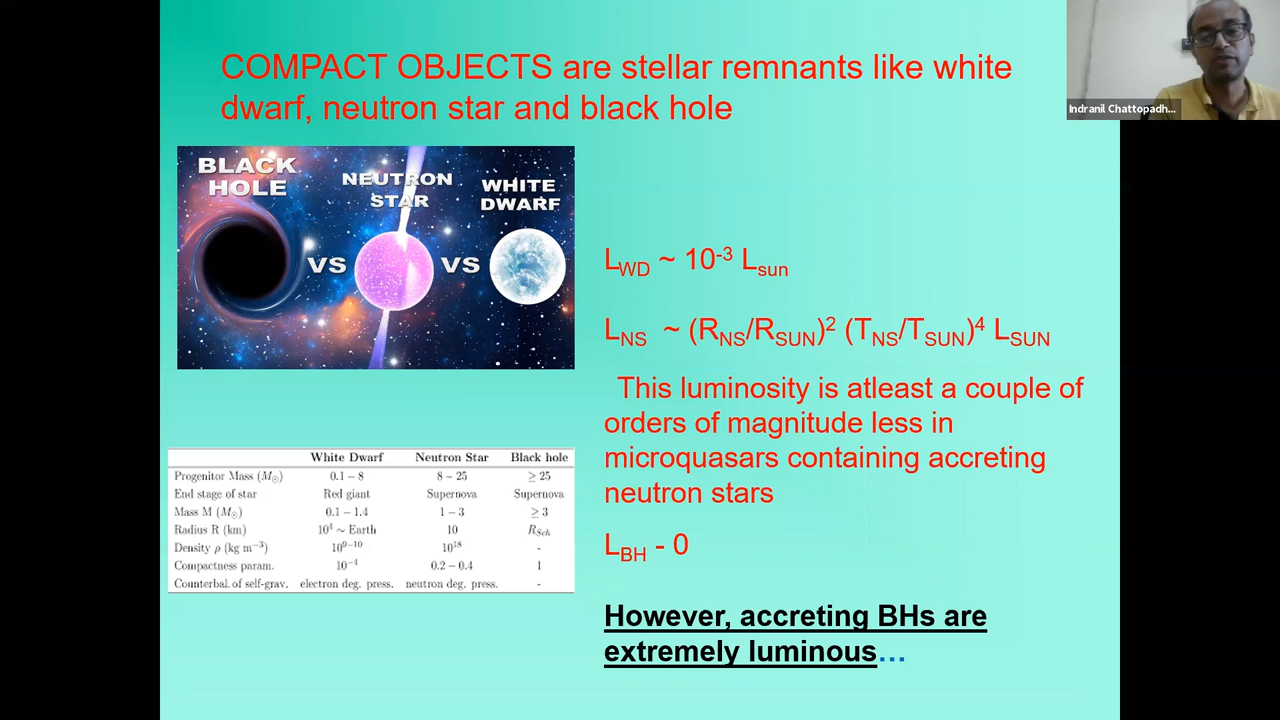 COMPACT OBJECTS are stellar remnants like white
dwarf, neutron star and black hole
Indranil Chattopadh...
BLACK
HOLE
VS
NEUTRON
STAR
VS
WHITE
DWARF
L_WD ~ 10^-3 L_sun
L_NS ~ (R_NS/R_SUN)^2 (T_NS/T_SUN)^4 L_SUN
This luminosity is atleast a couple of
orders of magnitude less in
microquasars containing accreting
neutron stars
L_BH - 0
However, accreting BHs are
extremely luminous...
White Dwarf Neutron Star Black hole
Progenitor Mass (M⊙) 0.1 – 8 8 – 25 ≥ 25
End stage of star Red giant Supernova Supernova
Mass M (M⊙) 0.1 – 1.4 1 – 3 ≥ 3
Radius R (km) 10^4 ~ Earth 10 R_Sch
Density ρ (kg m^-3) 10^9–10 10^18 -
Compactness param. 10^-4 0.2 – 0.4 1
Counterbal. of self-grav. electron deg. press. neutron deg. press. -